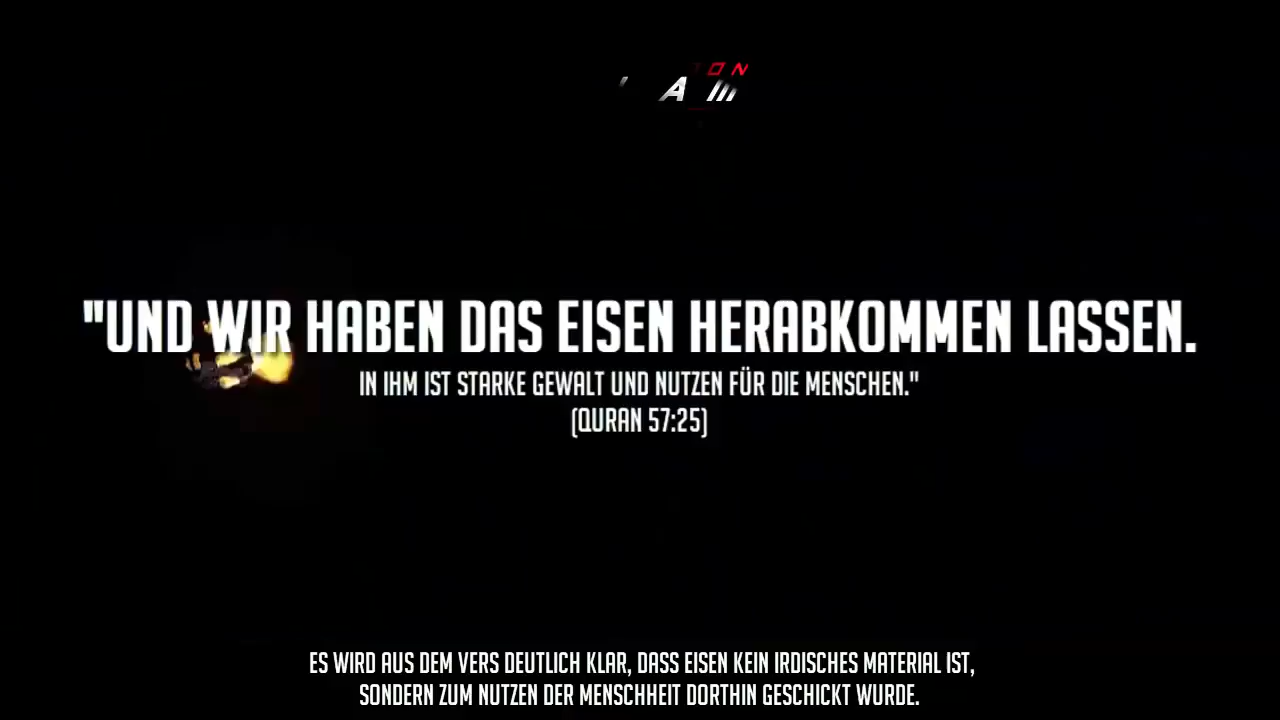 "UND WIR HABEN DAS EISEN HERABKOMMEN LASSEN.
IN IHM IST STARKE GEWALT UND NUTZEN FÜR DIE MENSCHEN."
(QURAN 57:25)
ES WIRD AUS DEM VERS DEUTLICH KLAR, DASS EISEN KEIN IRDISCHES MATERIAL IST,
SONDERN ZUM NUTZEN DER MENSCHHEIT DORTHIN GESCHICKT WURDE.